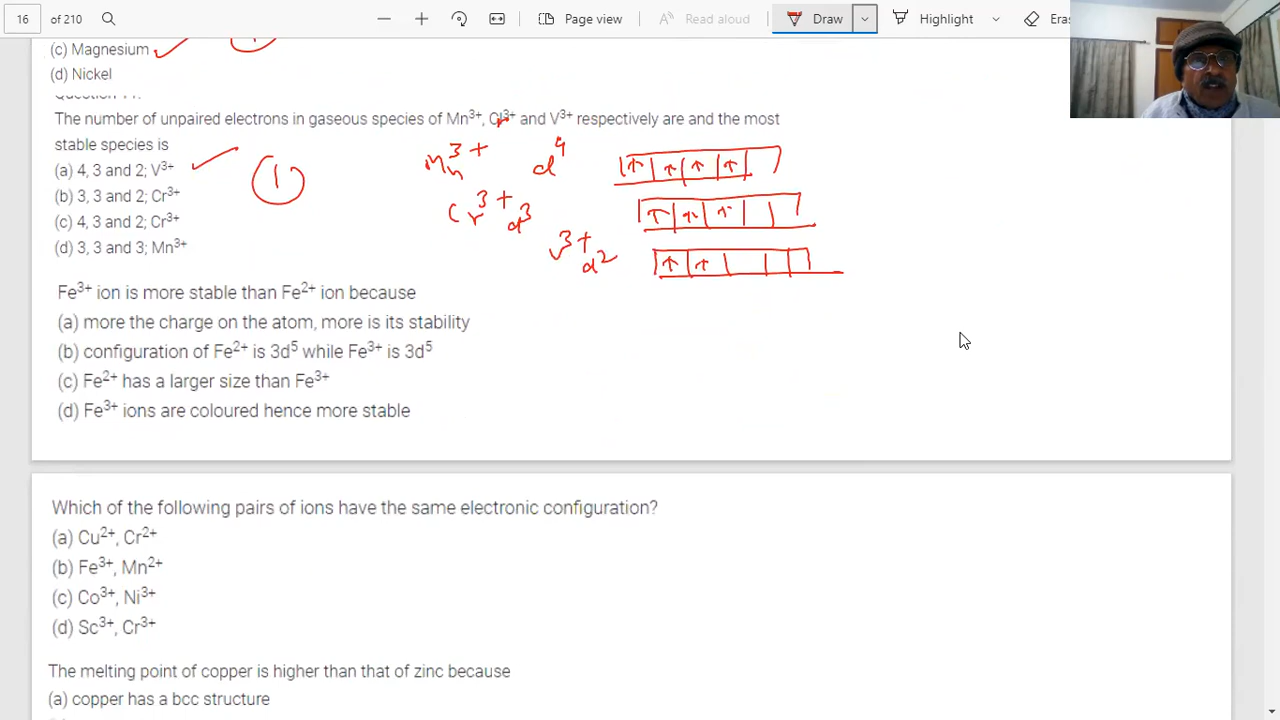 16 of 210 Page view Read aloud Draw Highlight Eras
(c) Magnesium
(d) Nickel
The number of unpaired electrons in gaseous species of Mn³⁺, Cr³⁺ and V³⁺ respectively are and the most
stable species is
(a) 4, 3 and 2; V³⁺
(b) 3, 3 and 2; Cr³⁺
(c) 4, 3 and 2; Cr³⁺
(d) 3, 3 and 3; Mn³⁺
1
Mn³⁺ d⁴
Cr³⁺ d³
V³⁺ d²
Fe³⁺ ion is more stable than Fe²⁺ ion because
(a) more the charge on the atom, more is its stability
(b) configuration of Fe²⁺ is 3d⁵ while Fe³⁺ is 3d⁵
(c) Fe²⁺ has a larger size than Fe³⁺
(d) Fe³⁺ ions are coloured hence more stable
Which of the following pairs of ions have the same electronic configuration?
(a) Cu²⁺, Cr²⁺
(b) Fe³⁺, Mn²⁺
(c) Co³⁺, Ni³⁺
(d) Sc³⁺, Cr³⁺
The melting point of copper is higher than that of zinc because
(a) copper has a bcc structure